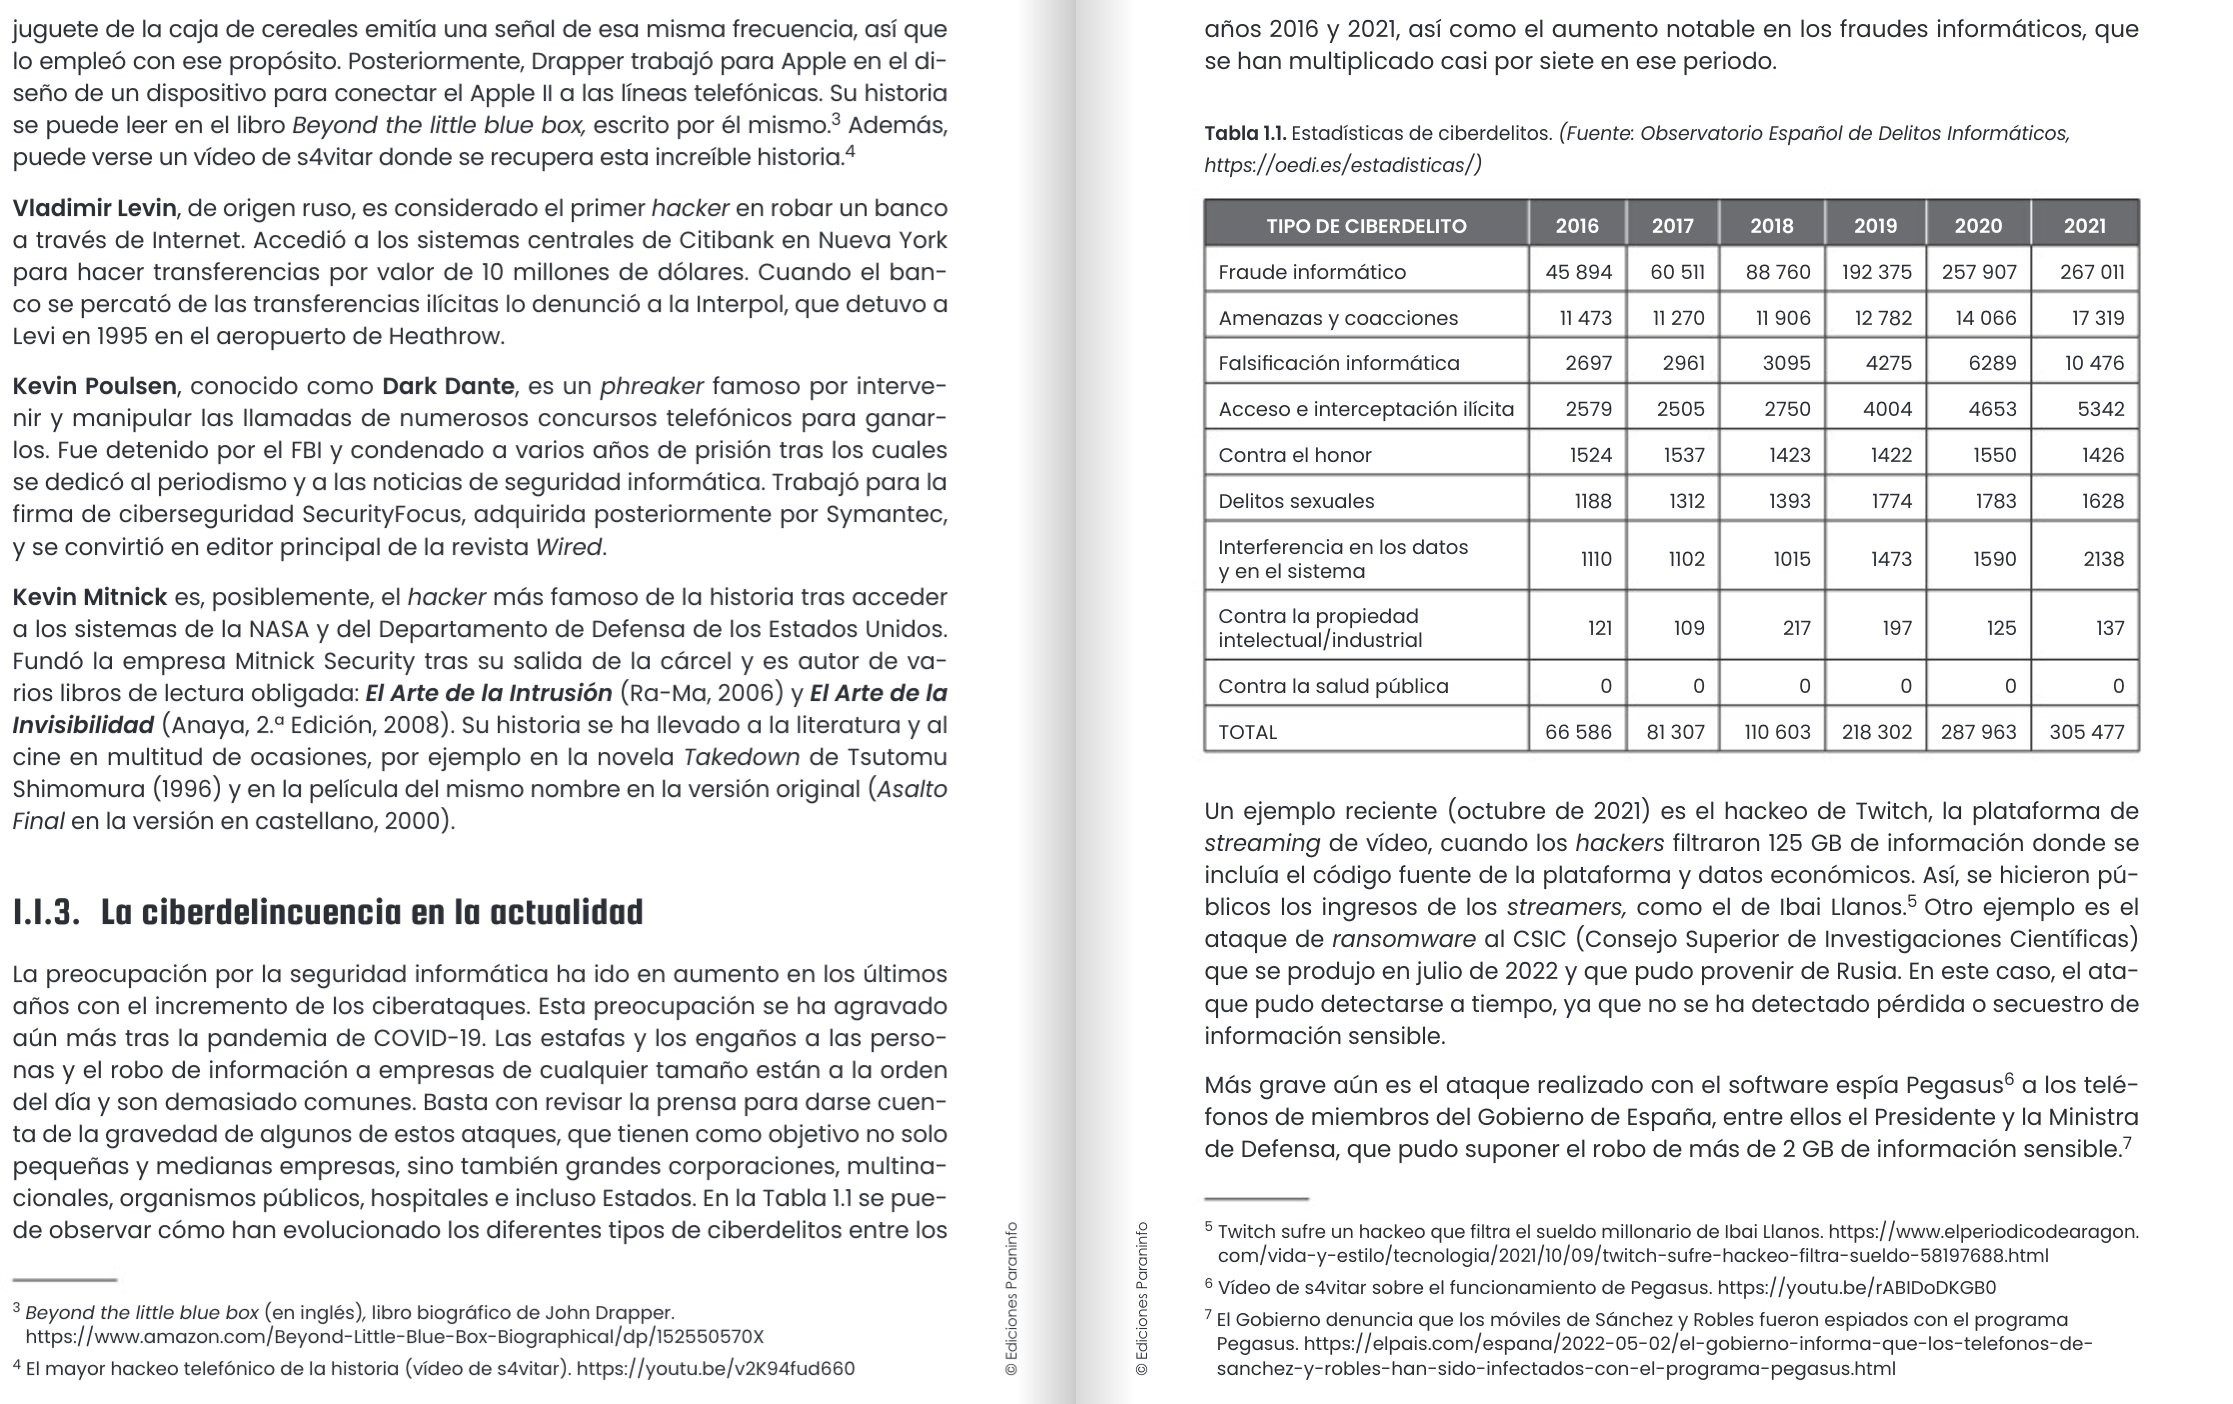 juguete de la caja de cereales emitía una señal de esa misma frecuencia, así que
lo empleó con ese propósito. Posteriormente, Drapper trabajó para Apple en el di-
seño de un dispositivo para conectar el Apple II a las líneas telefónicas. Su historia
se puede leer en el libro Beyond the little blue box, escrito por él mismo.³ Además,
puede verse un vídeo de s4vitar donde se recupera esta increíble historia.⁴
Vladimir Levin, de origen ruso, es considerado el primer hacker en robar un banco
a través de Internet. Accedió a los sistemas centrales de Citibank en Nueva York
para hacer transferencias por valor de 10 millones de dólares. Cuando el ban-
co se percató de las transferencias ilícitas lo denunció a la Interpol, que detuvo a
Levi en 1995 en el aeropuerto de Heathrow.
Kevin Poulsen, conocido como Dark Dante, es un phreaker famoso por interve-
nir y manipular las llamadas de numerosos concursos telefónicos para ganar-
los. Fue detenido por el FBI y condenado a varios años de prisión tras los cuales
se dedicó al periodismo y a las noticias de seguridad informática. Trabajó para la
firma de ciberseguridad SecurityFocus, adquirida posteriormente por Symantec,
y se convirtió en editor principal de la revista Wired.
Kevin Mitnick es, posiblemente, el hacker más famoso de la historia tras acceder
a los sistemas de la NASA y del Departamento de Defensa de los Estados Unidos.
Fundó la empresa Mitnick Security tras su salida de la cárcel y es autor de va-
rios libros de lectura obligada: El Arte de la Intrusión (Ra-Ma, 2006) y El Arte de la
Invisibilidad (Anaya, 2.ª Edición, 2008). Su historia se ha llevado a la literatura y al
cine en multitud de ocasiones, por ejemplo en la novela Takedown de Tsutomu
Shimomura (1996) y en la película del mismo nombre en la versión original (Asalto
Final en la versión en castellano, 2000).
1.1.3. La ciberdelincuencia en la actualidad
La preocupación por la seguridad informática ha ido en aumento en los últimos
años con el incremento de los ciberataques. Esta preocupación se ha agravado
aún más tras la pandemia de COVID-19. Las estafas y los engaños a las perso-
nas y el robo de información a empresas de cualquier tamaño están a la orden
del día y son demasiado comunes. Basta con revisar la prensa para darse cuen-
ta de la gravedad de algunos de estos ataques, que tienen como objetivo no solo
pequeñas y medianas empresas, sino también grandes corporaciones, multina-
cionales, organismos públicos, hospitales e incluso Estados. En la Tabla 1.1 se pue-
de observar cómo han evolucionado los diferentes tipos de ciberdelitos entre los
³ Beyond the little blue box (en inglés), libro biográfico de John Drapper.
https://www.amazon.com/Beyond-Little-Blue-Box-Biographical/dp/152550570X
⁴ El mayor hackeo telefónico de la historia (vídeo de s4vitar). https://youtu.be/v2K94fud660
© Ediciones Paraninfo
años 2016 y 2021, así como el aumento notable en los fraudes informáticos, que
se han multiplicado casi por siete en ese periodo.
Tabla 1.1. Estadísticas de ciberdelitos. (Fuente: Observatorio Español de Delitos Informáticos,
https://oedi.es/estadisticas/)
TIPO DE CIBERDELITO 2016 2017 2018 2019 2020 2021
Fraude informático 45 894 60 511 88 760 192 375 257 907 267 011
Amenazas y coacciones 11 473 11 270 11 906 12 782 14 066 17 319
Falsificación informática 2697 2961 3095 4275 6289 10 476
Acceso e interceptación ilícita 2579 2505 2750 4004 4653 5342
Contra el honor 1524 1537 1423 1422 1550 1426
Delitos sexuales 1188 1312 1393 1774 1783 1628
Interferencia en los datos
y en el sistema 1110 1102 1015 1473 1590 2138
Contra la propiedad
intelectual/industrial 121 109 217 197 125 137
Contra la salud pública 0 0 0 0 0 0
TOTAL 66 586 81 307 110 603 218 302 287 963 305 477
Un ejemplo reciente (octubre de 2021) es el hackeo de Twitch, la plataforma de
streaming de vídeo, cuando los hackers filtraron 125 GB de información donde se
incluía el código fuente de la plataforma y datos económicos. Así, se hicieron pú-
blicos los ingresos de los streamers, como el de Ibai Llanos.⁵ Otro ejemplo es el
ataque de ransomware al CSIC (Consejo Superior de Investigaciones Científicas)
que se produjo en julio de 2022 y que pudo provenir de Rusia. En este caso, el ata-
que pudo detectarse a tiempo, ya que no se ha detectado pérdida o secuestro de
información sensible.
Más grave aún es el ataque realizado con el software espía Pegasus⁶ a los telé-
fonos de miembros del Gobierno de España, entre ellos el Presidente y la Ministra
de Defensa, que pudo suponer el robo de más de 2 GB de información sensible.⁷
⁵ Twitch sufre un hackeo que filtra el sueldo millonario de Ibai Llanos. https://www.elperiodicodearagon.
com/vida-y-estilo/tecnologia/2021/10/09/twitch-sufre-hackeo-filtra-sueldo-58197688.html
⁶ Vídeo de s4vitar sobre el funcionamiento de Pegasus. https://youtu.be/rABIDoDKGB0
⁷ El Gobierno denuncia que los móviles de Sánchez y Robles fueron espiados con el programa
Pegasus. https://elpais.com/espana/2022-05-02/el-gobierno-informa-que-los-telefonos-de-
sanchez-y-robles-han-sido-infectados-con-el-programa-pegasus.html
© Ediciones Paraninfo